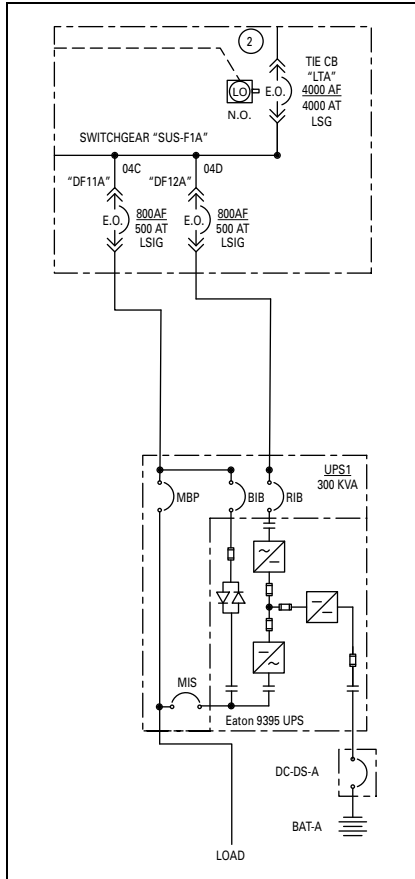 2
TIE CB
"LTA"
LO
E.O.
4000 AF
4000 AT
LSG
N.O.
SWITCHGEAR "SUS-F1A"
04C
04D
"DF11A"
"DF12A"
E.O.
800AF
500 AT
LSIG
E.O.
800AF
500 AT
LSIG
UPS1
300 KVA
MBP
BIB
RIB
MIS
Eaton 9395 UPS
DC-DS-A
BAT-A
LOAD